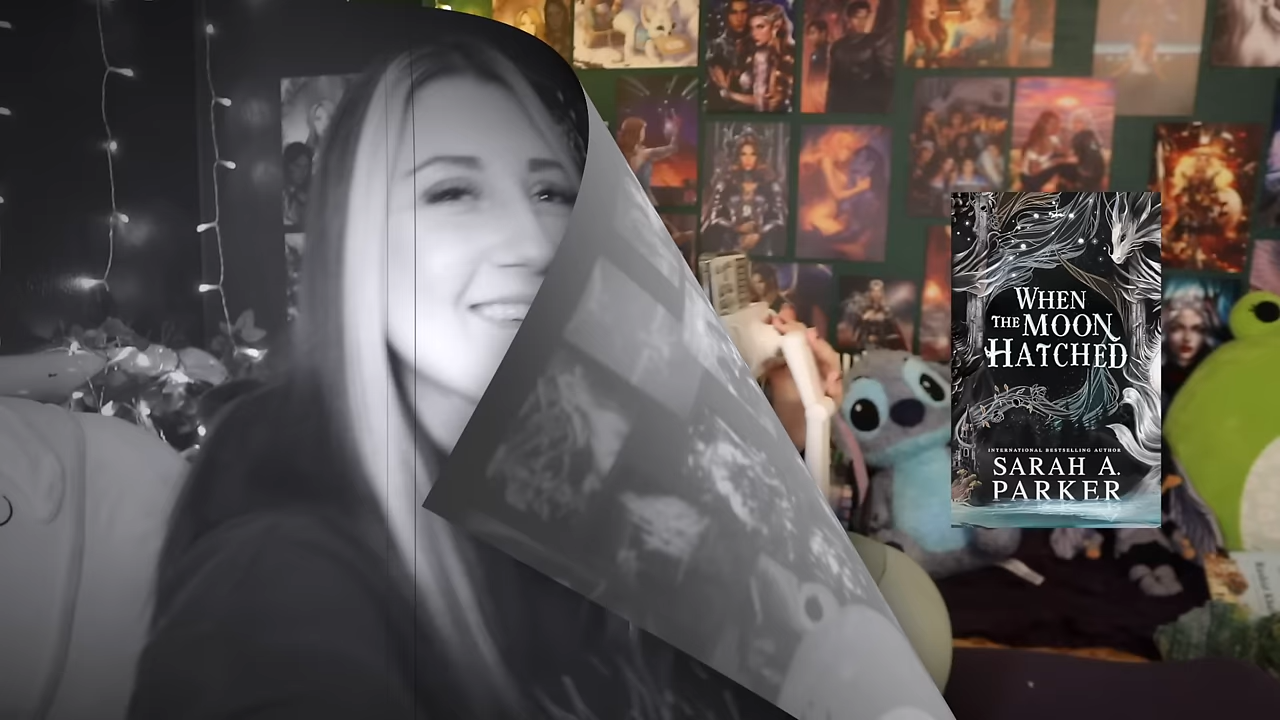 WHEN
THE MOON
HATCHED
INTERNATIONAL BESTSELLING AUTHOR
SARAH A.
PARKER